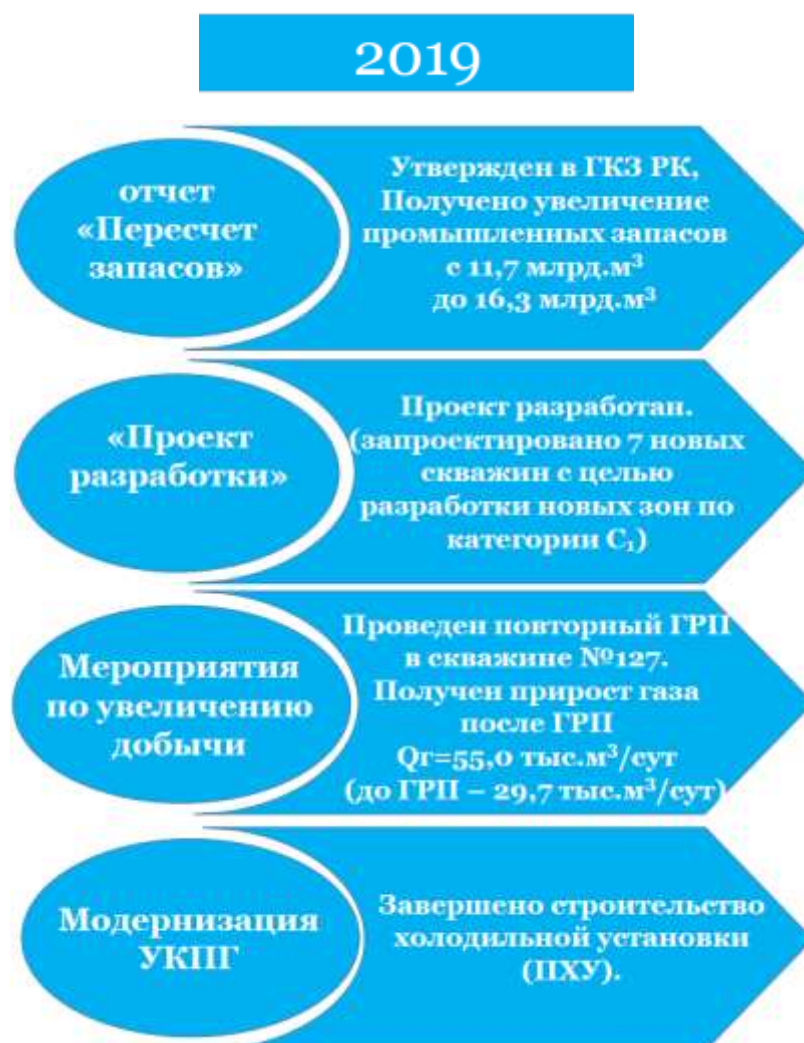 2019
отчет
«Пересчет
запасов»
Утвержден в ГКЗ РК,
Получено увеличение
промышленных запасов
с 11,7 млрд.м³
до 16,3 млрд.м³
«Проект
разработки»
Проект разработан.
(запроектировано 7 новых
скважин с целью
разработки новых зон по
категории С₁)
Мероприятия
по увеличению
добычи
Проведен повторный ГРП
в скважине №127.
Получен прирост газа
после ГРП
Qг=55,0 тыс.м³/сут
(до ГРП – 29,7 тыс.м³/сут)
Модернизация
УКПГ
Завершено строительство
холодильной установки
(ПХУ).